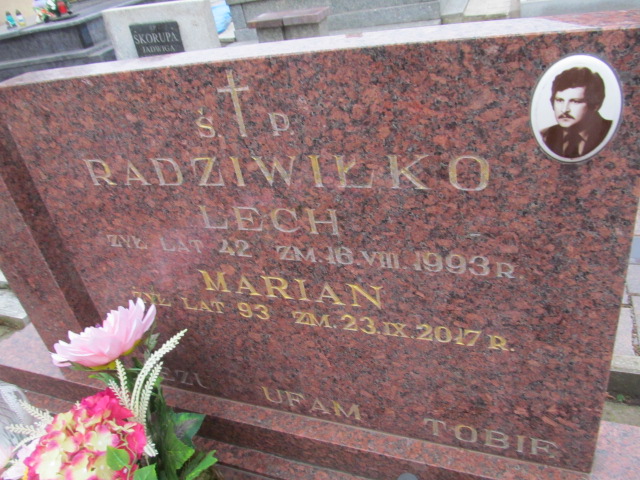 SKORUPA
JADWIGA
Ś. P.
RADZIWIŁKO
LECH
ŻYŁ LAT 42 ZM. 16.VIII.1993 R.
MARIAN
ŻYŁ LAT 93 ZM. 23.IX.2017 R.
UFAM TOBIE